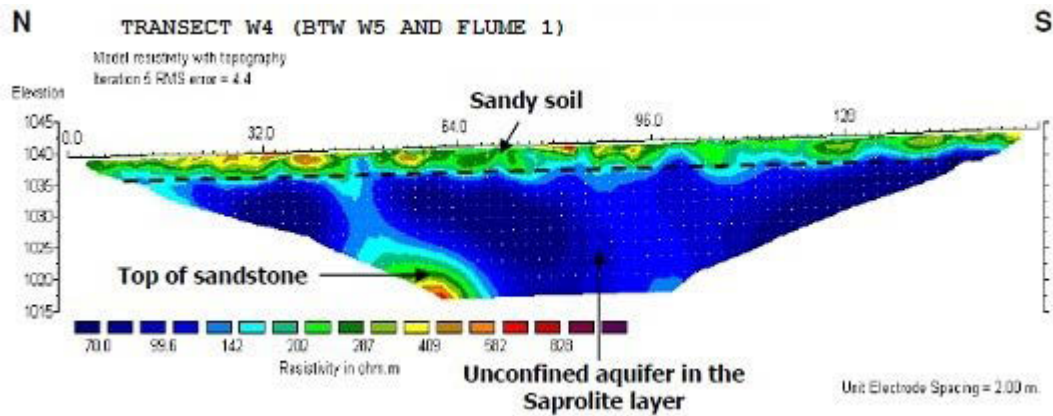 N
S
TRANSECT W4 (BTW W5 AND FLUME 1)
Model resistivity with topography
Iteration 5 RMS error = 4.4
Elevation
Sandy soil
0.0 32.0 64.0 96.0 128
1045
1040
1035
1030
1025
1020
1015
Top of sandstone
70.0 99.6 142 202 287 409 582 828
Resistivity in ohm.m
Unconfined aquifer in the
Saprolite layer
Unit Electrode Spacing = 2.00 m.